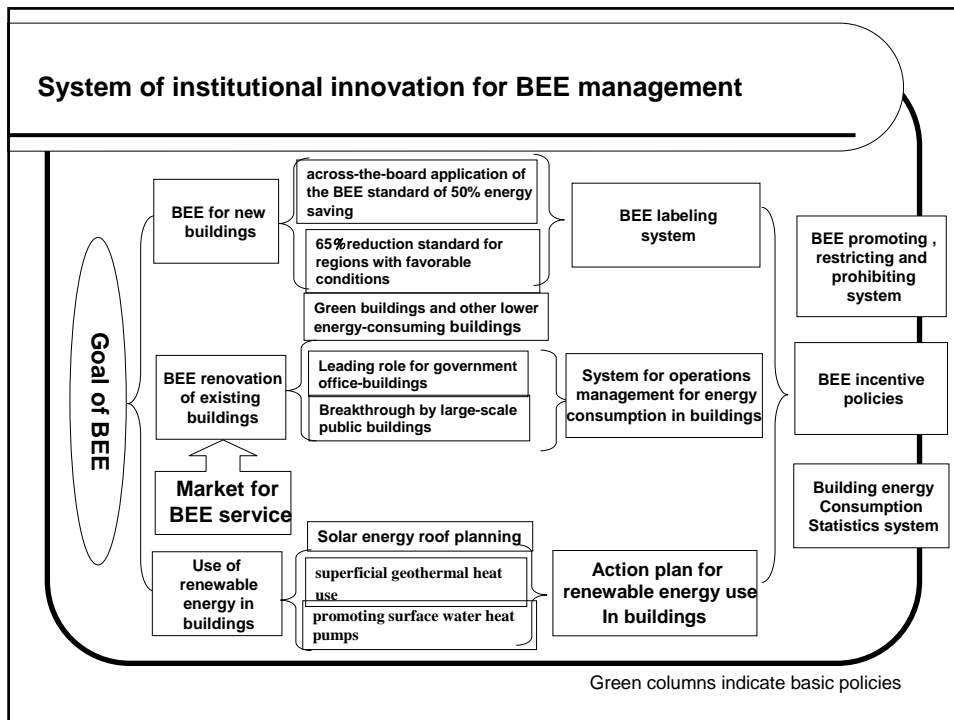 System of institutional innovation for BEE management
Goal of BEE
BEE for new
buildings
across-the-board application of
the BEE standard of 50% energy
saving
65%reduction standard for
regions with favorable
conditions
Green buildings and other lower
energy-consuming buildings
BEE labeling
system
BEE renovation
of existing
buildings
Leading role for government
office-buildings
Breakthrough by large-scale
public buildings
System for operations
management for energy
consumption in buildings
Market for
BEE service
Use of
renewable
energy in
buildings
Solar energy roof planning
superficial geothermal heat
use
promoting surface water heat
pumps
Action plan for
renewable energy use
In buildings
BEE promoting ,
restricting and
prohibiting
system
BEE incentive
policies
Building energy
Consumption
Statistics system
Green columns indicate basic policies